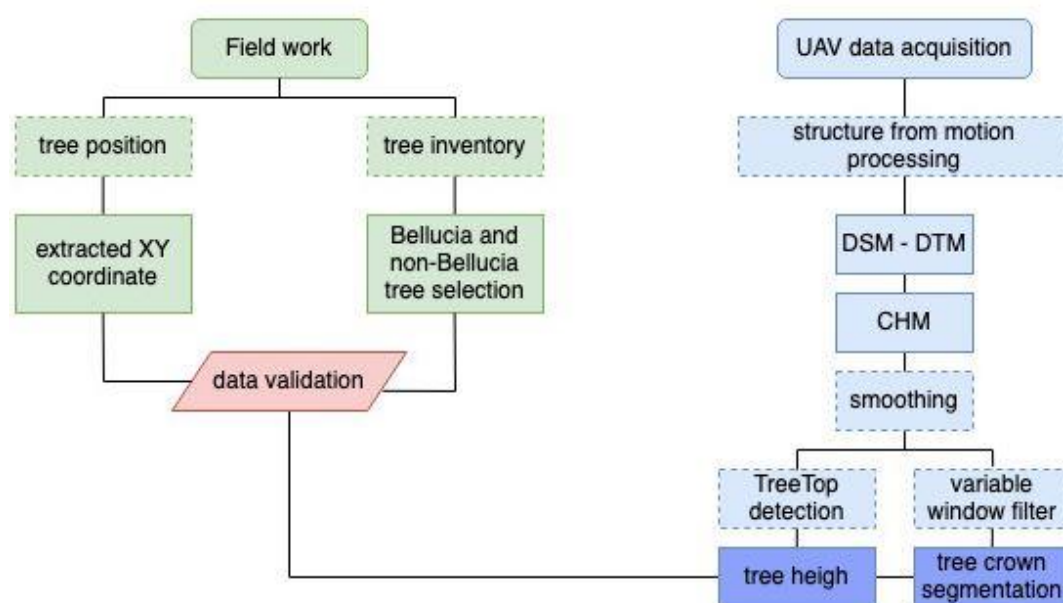 Field work
UAV data acquisition
tree position
tree inventory
structure from motion
processing
extracted XY
coordinate
Bellucia and
non-Bellucia
tree selection
DSM - DTM
CHM
data validation
smoothing
TreeTop
detection
variable
window filter
tree heigh
tree crown
segmentation